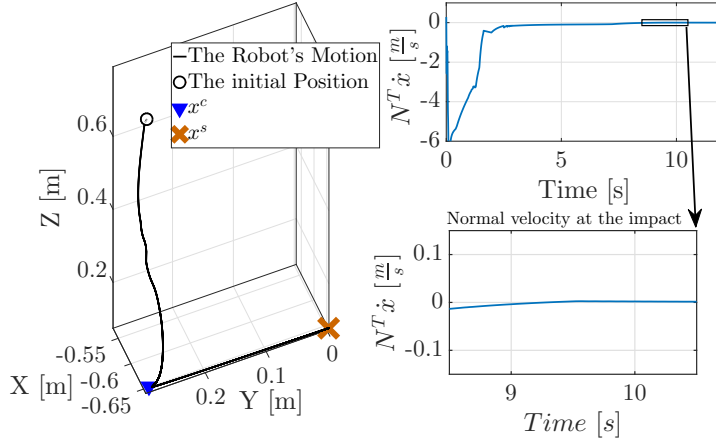 The Robot's Motion
The initial Position
x^c
x^s
0.6
0.4
0.2
Z [m]
-0.55
-0.6
-0.65
X [m]
0.2
0.1
0
Y [m]
0
-2
-4
-6
N^T ẋ [m/s]
0
5
10
Time [s]
Normal velocity at the impact
0.1
0
-0.1
N^T ẋ [m/s]
9
10
Time [s]